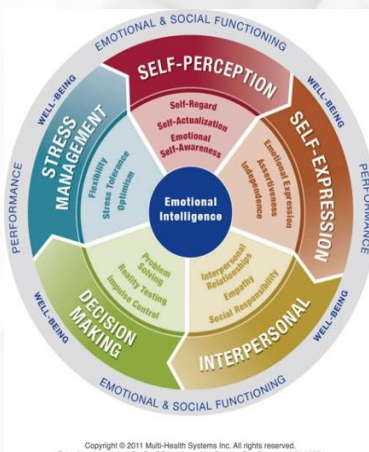 EMOTIONAL & SOCIAL FUNCTIONING
WELL-BEING
WELL-BEING
SELF-PERCEPTION
Self-Regard
Self-Actualization
Emotional
Self-Awareness
SELF-EXPRESSION
Emotional Expression
Assertiveness
Independence
PERFORMANCE
PERFORMANCE
STRESS
MANAGEMENT
Flexibility
Stress Tolerance
Optimism
Emotional
Intelligence
INTERPERSONAL
Interpersonal
Relationships
Empathy
Social Responsibility
DECISION
MAKING
Problem
Solving
Reality Testing
Impulse Control
WELL-BEING
WELL-BEING
EMOTIONAL & SOCIAL FUNCTIONING
Copyright © 2011 Multi-Health Systems Inc. All rights reserved.